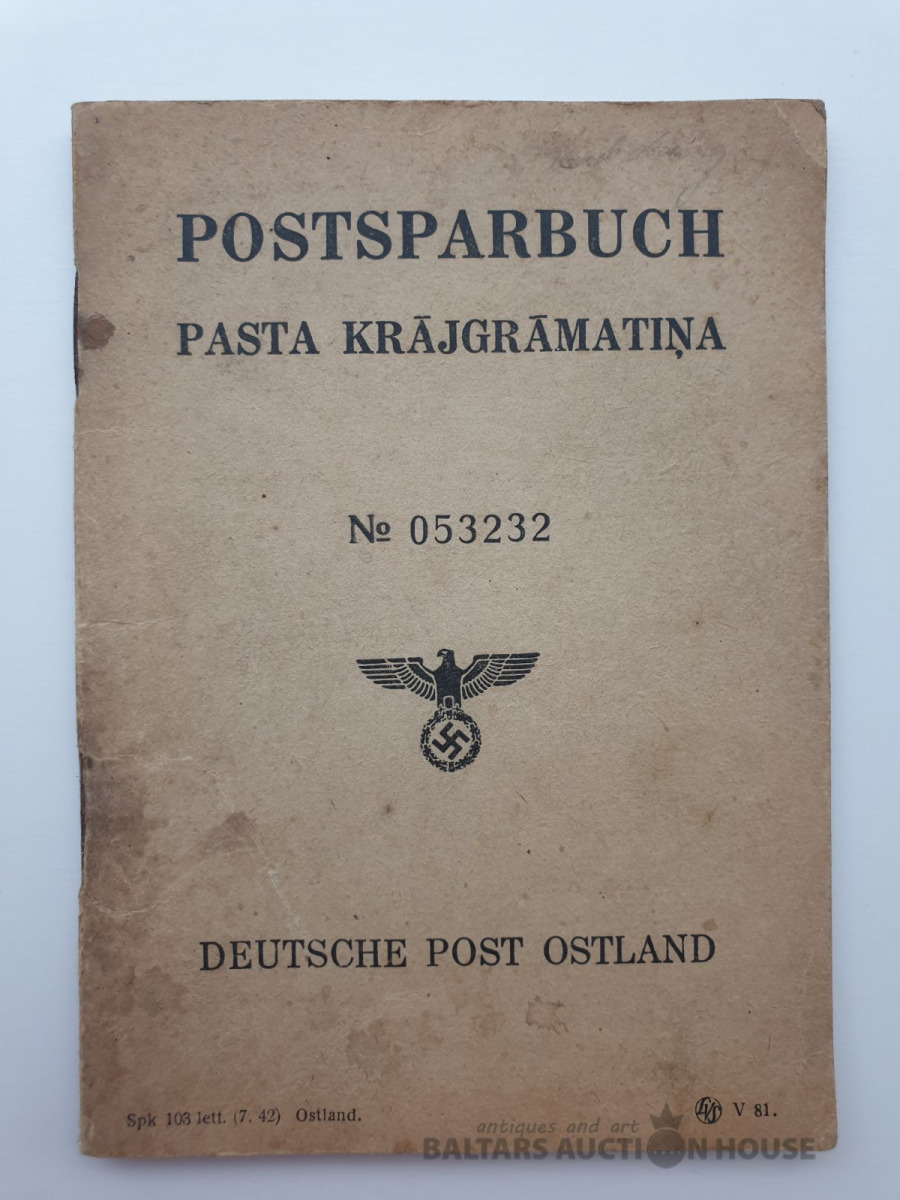 POSTSPARBUCH
PASTA KRĀJGRĀMATIŅA
№ 053232
DEUTSCHE POST OSTLAND
Spk 103 lett. (7. 42) Ostland.
V 81.
antiques and art
BALTARS AUCTION HOUSE